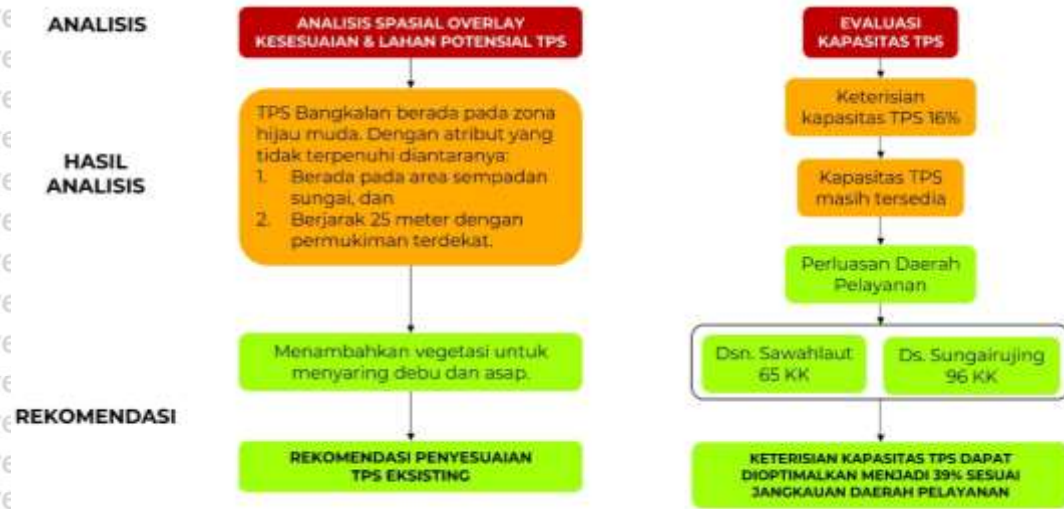 ANALISIS
ANALISIS SPASIAL OVERLAY
KESESUAIAN & LAHAN POTENSIAL TPS
EVALUASI
KAPASITAS TPS
HASIL
ANALISIS
TPS Bangkalan berada pada zona
hijau muda. Dengan atribut yang
tidak terpenuhi diantaranya:
1. Berada pada area sempadan
sungai, dan
2. Berjarak 25 meter dengan
permukiman terdekat.
Keterisian
kapasitas TPS 16%
Kapasitas TPS
masih tersedia
Perluasan Daerah
Pelayanan
REKOMENDASI
Menambahkan vegetasi untuk
menyaring debu dan asap.
Dsn. Sawahlaut
65 KK
Ds. Sungairujing
96 KK
REKOMENDASI PENYESUAIAN
TPS EKSISTING
KETERISIAN KAPASITAS TPS DAPAT
DIOPTIMALKAN MENJADI 39% SESUAI
JANGKAUAN DAERAH PELAYANAN